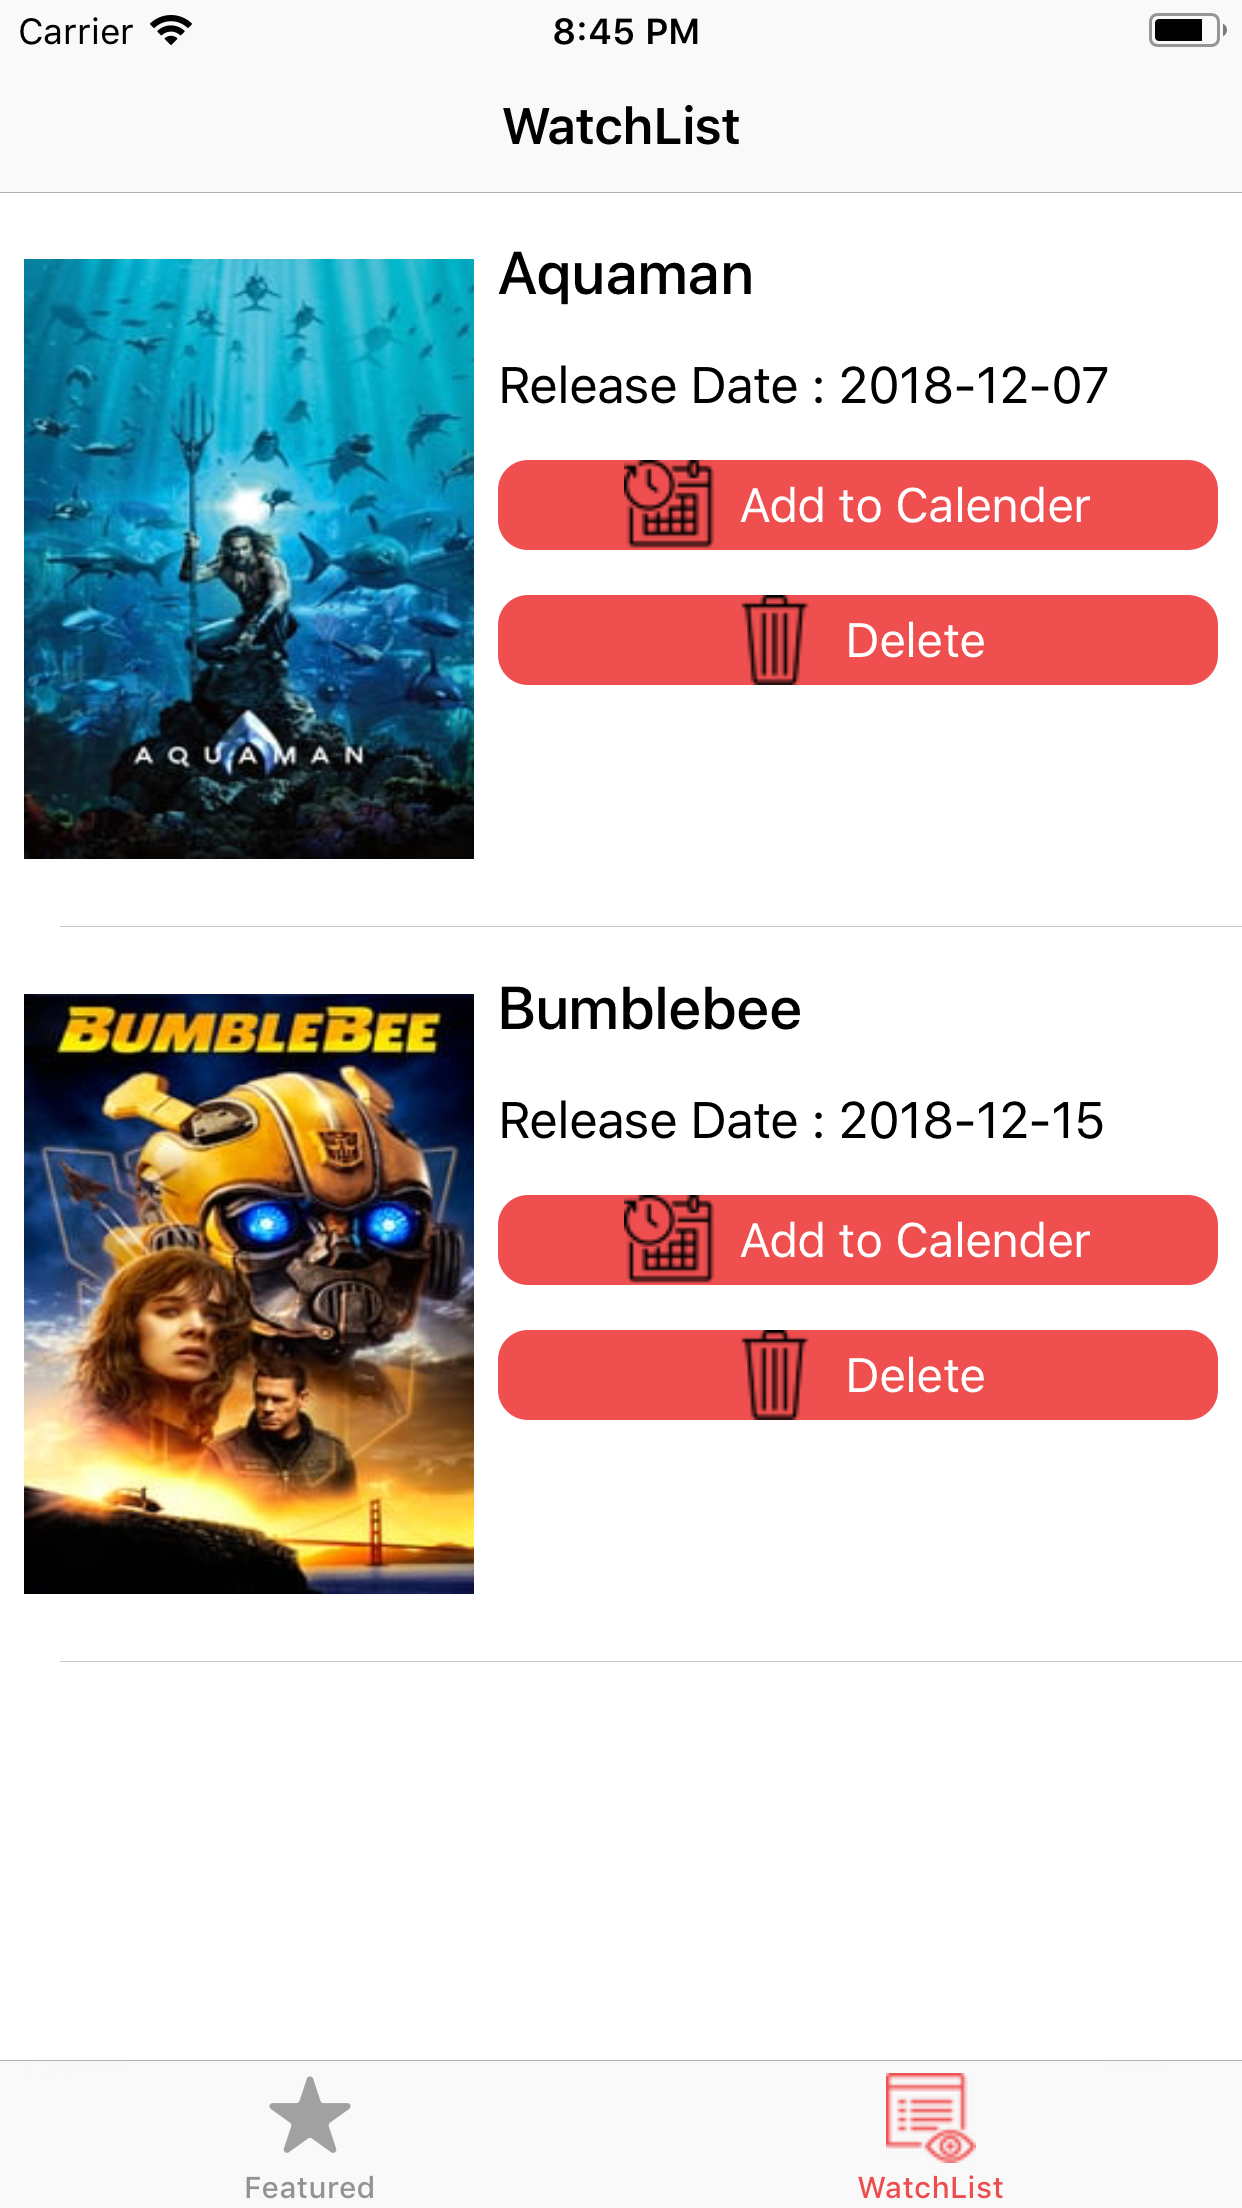 Carrier 8:45 PM
WatchList
Aquaman
Release Date : 2018-12-07
Add to Calender
Delete
AQUAMAN
BUMBLEBEE
Bumblebee
Release Date : 2018-12-15
Add to Calender
Delete
Featured WatchList